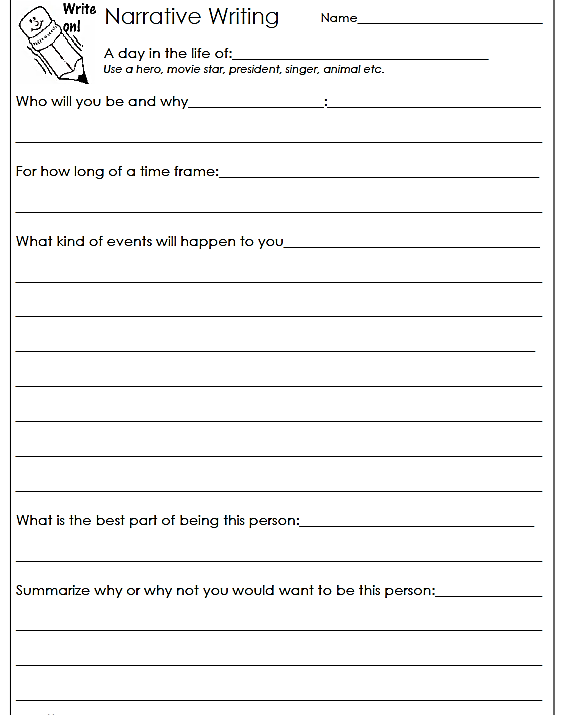 Write
on!
Narrative Writing
Name
A day in the life of:
Use a hero, movie star, president, singer, animal etc.
Who will you be and why :
For how long of a time frame:
What kind of events will happen to you
What is the best part of being this person:
Summarize why or why not you would want to be this person: